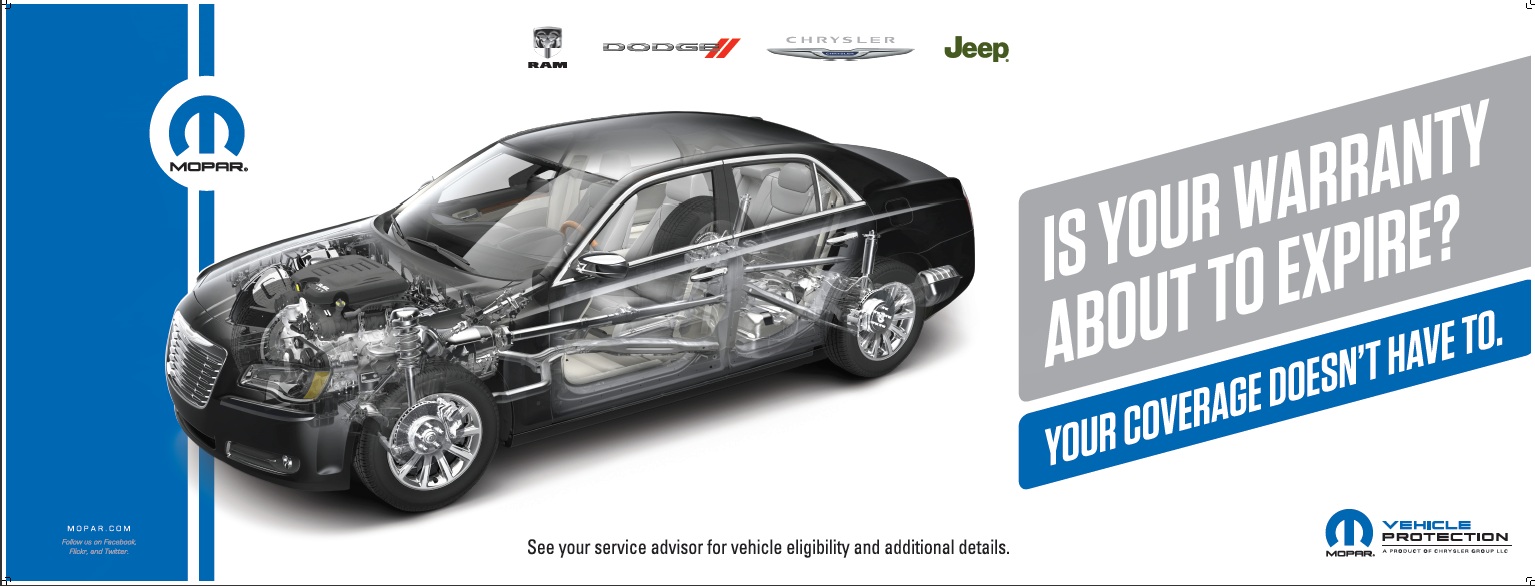 RAM
DODGE
CHRYSLER
Jeep
MOPAR.
IS YOUR WARRANTY
ABOUT TO EXPIRE?
YOUR COVERAGE DOESN'T HAVE TO.
MOPAR.COM
Follow us on Facebook,
Flickr, and Twitter.
See your service advisor for vehicle eligibility and additional details.
MOPAR.
VEHICLE
PROTECTION
A PRODUCT OF CHRYSLER GROUP LLC